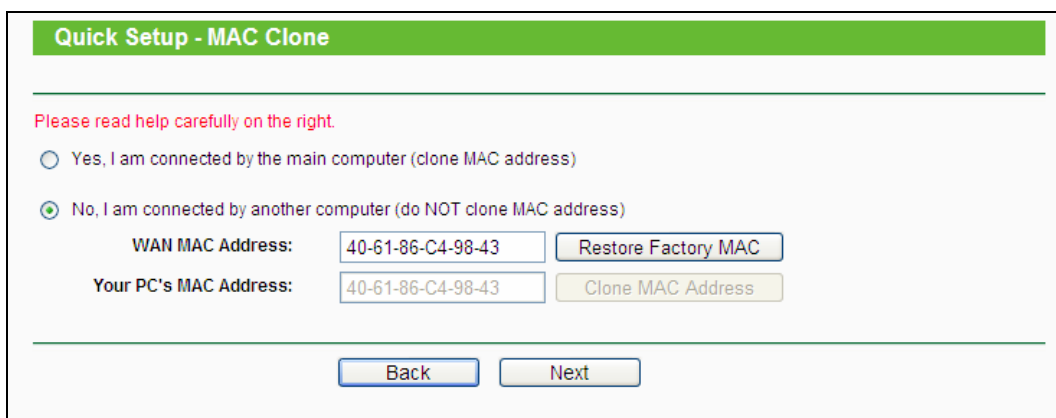 Quick Setup - MAC Clone
Please read help carefully on the right.
Yes, I am connected by the main computer (clone MAC address)
No, I am connected by another computer (do NOT clone MAC address)
WAN MAC Address: 40-61-86-C4-98-43 Restore Factory MAC
Your PC's MAC Address: 40-61-86-C4-98-43 Clone MAC Address
Back Next